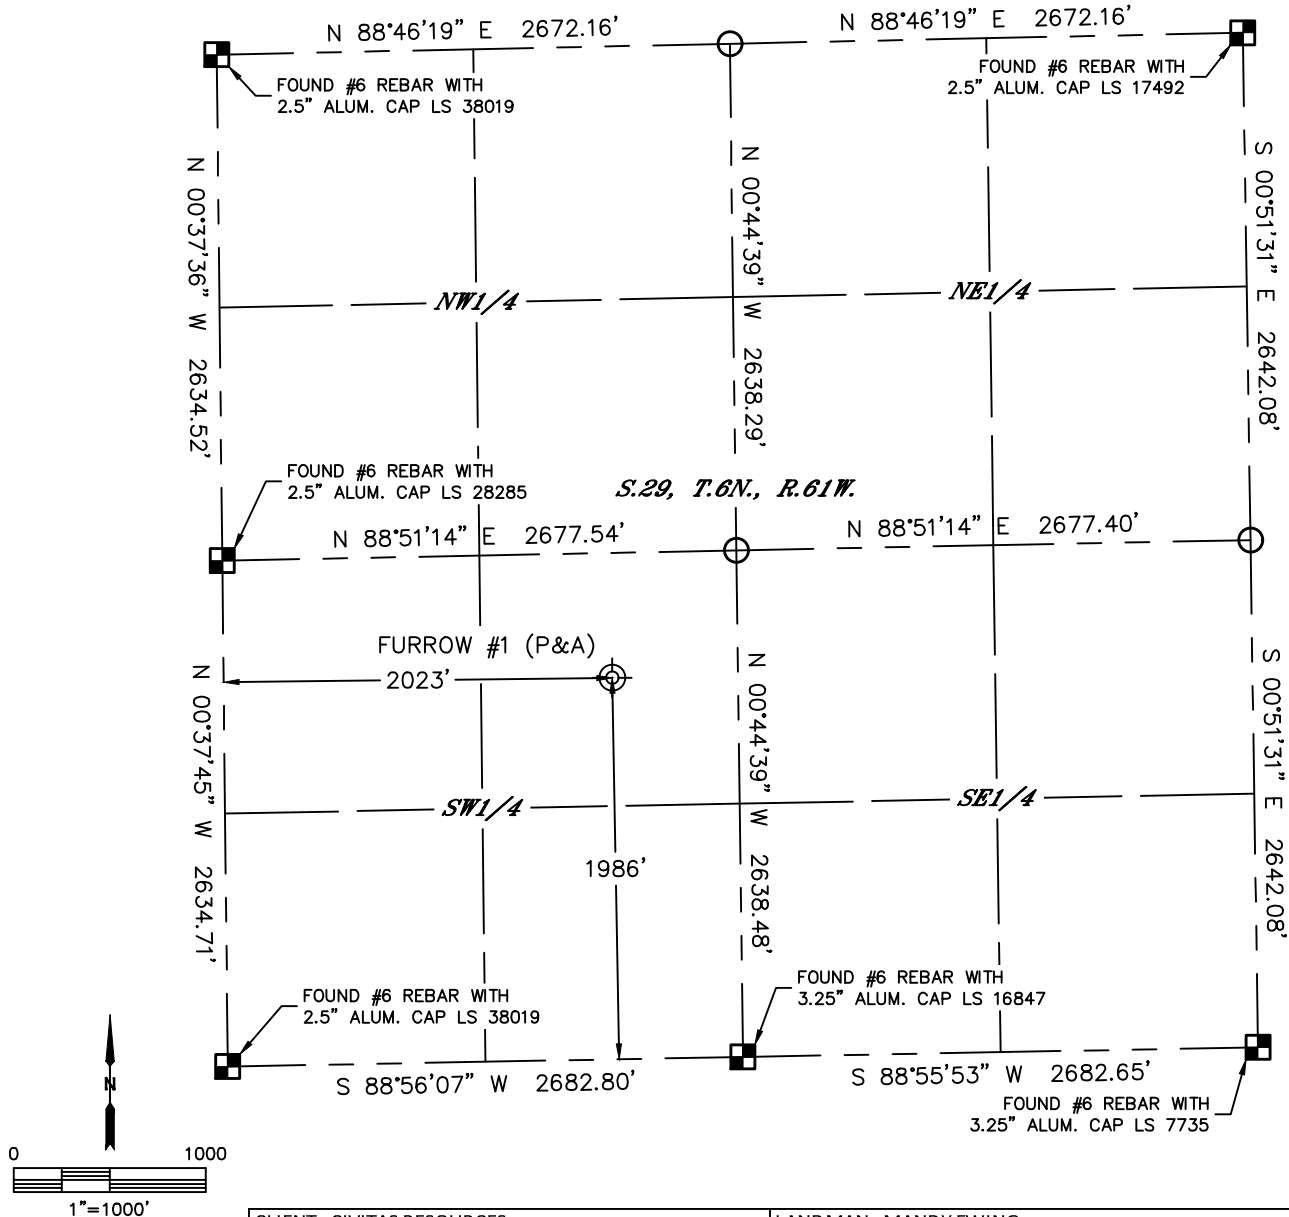 N 88°46'19" E 2672.16'
N 88°46'19" E 2672.16'
FOUND #6 REBAR WITH
2.5" ALUM. CAP LS 38019
FOUND #6 REBAR WITH
2.5" ALUM. CAP LS 17492
N 00°37'36" W 2634.52'
N 00°44'39" W 2638.29'
S 00°51'31" E 2642.08'
NW1/4
NE1/4
FOUND #6 REBAR WITH
2.5" ALUM. CAP LS 28285
S.29, T.6N., R.61W.
N 88°51'14" E 2677.54'
N 88°51'14" E 2677.40'
FURROW #1 (P&A)
2023'
N 00°37'45" W 2634.71'
N 00°44'39" W 2638.48'
S 00°51'31" E 2642.08'
SW1/4
SE1/4
1986'
FOUND #6 REBAR WITH
2.5" ALUM. CAP LS 38019
FOUND #6 REBAR WITH
3.25" ALUM. CAP LS 16847
S 88°56'07" W 2682.80'
S 88°55'53" W 2682.65'
FOUND #6 REBAR WITH
3.25" ALUM. CAP LS 7735
N
0 1000
1"=1000'
CLIENT: CIVITAS RESOURCES
LANDMAN: MANDY EWING